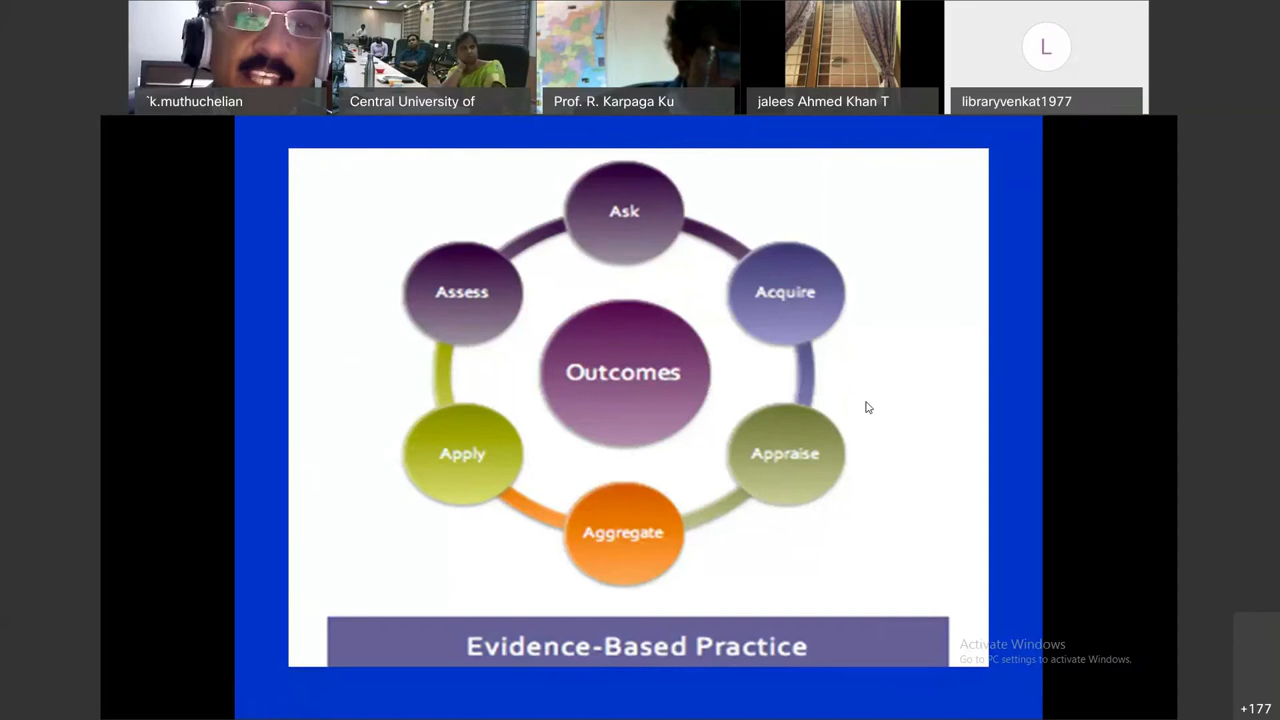 `k.muthuchelian
Central University of
Prof. R. Karpaga Ku
jalees Ahmed Khan T
L
libraryvenkat1977
Ask
Assess
Acquire
Outcomes
Apply
Appraise
Aggregate
Evidence-Based Practice
Activate Windows
Go to PC settings to activate Windows.
+177